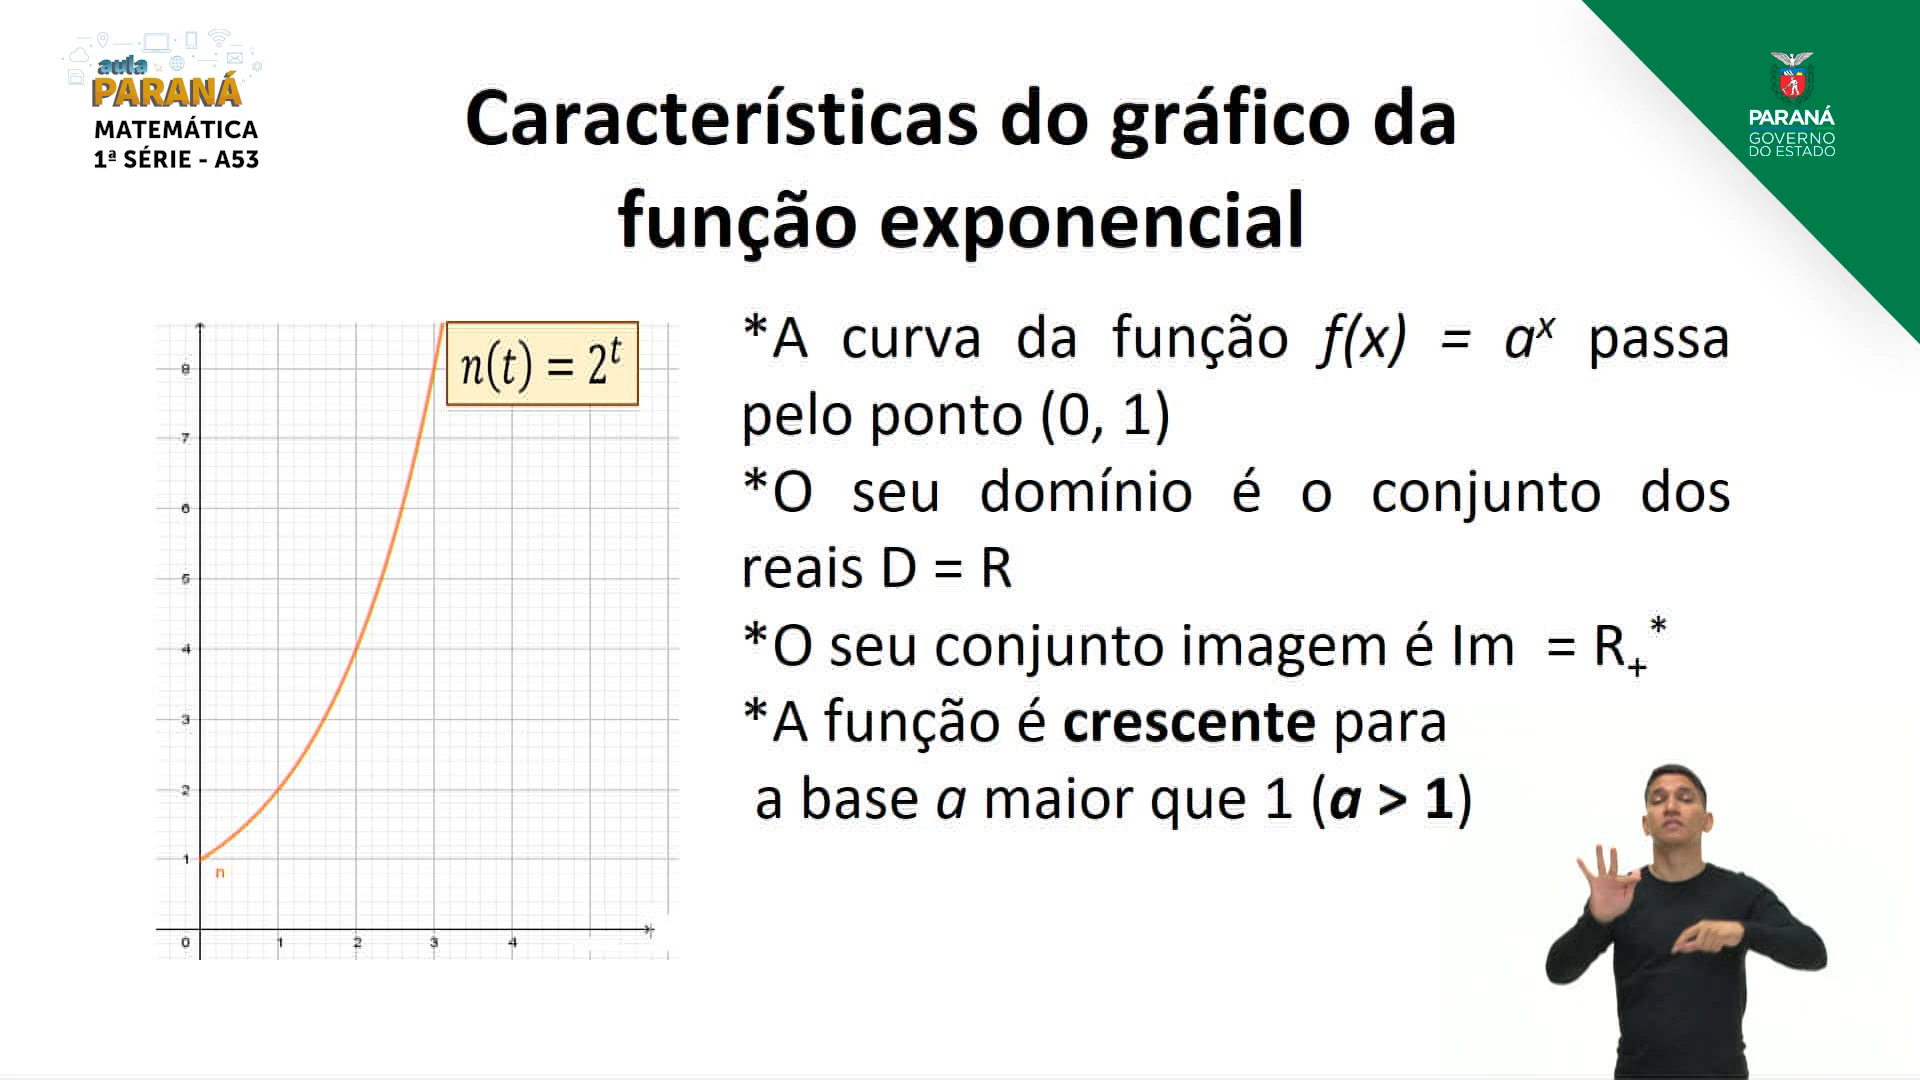 aula
PARANÁ
MATEMÁTICA
1ª SÉRIE - A53
PARANÁ
GOVERNO
DO ESTADO
Características do gráfico da
função exponencial
n(t) = 2^t
8
7
6
5
4
3
2
1
n
0 1 2 3 4
*A curva da função f(x) = a^x passa
pelo ponto (0, 1)
*O seu domínio é o conjunto dos
reais D = R
*O seu conjunto imagem é Im = R₊*
*A função é crescente para
a base a maior que 1 (a > 1)